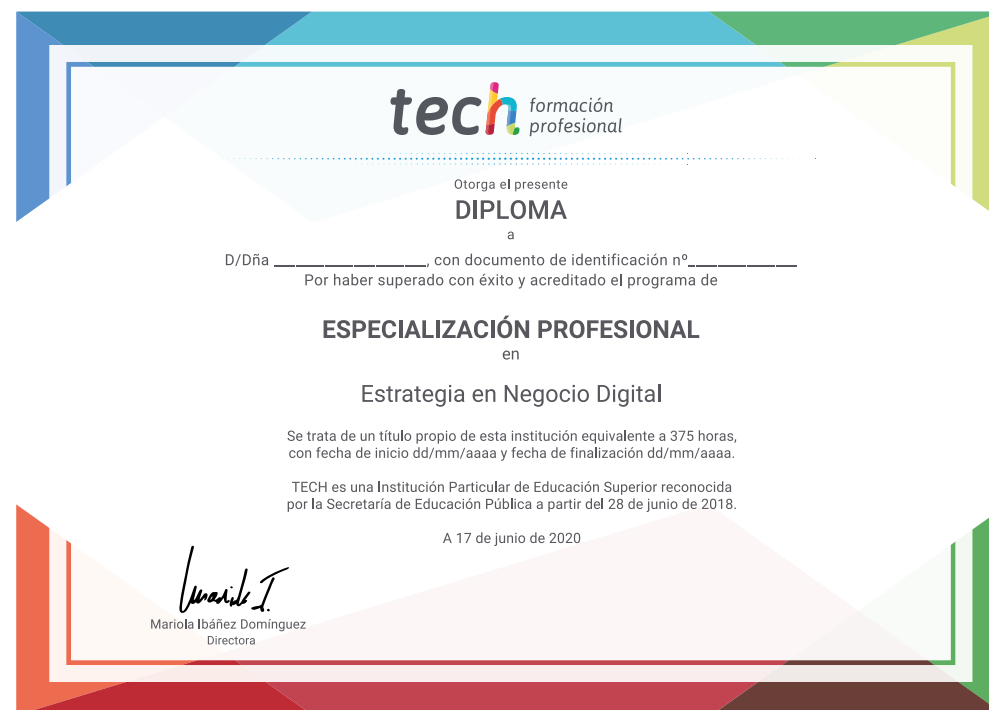 tech formación
profesional
Otorga el presente
DIPLOMA
a
D/Dña ____________________, con documento de identificación nº______________
Por haber superado con éxito y acreditado el programa de
ESPECIALIZACIÓN PROFESIONAL
en
Estrategia en Negocio Digital
Se trata de un título propio de esta institución equivalente a 375 horas,
con fecha de inicio dd/mm/aaaa y fecha de finalización dd/mm/aaaa.
TECH es una Institución Particular de Educación Superior reconocida
por la Secretaría de Educación Pública a partir del 28 de junio de 2018.
A 17 de junio de 2020
Mariola Ibáñez Domínguez
Directora